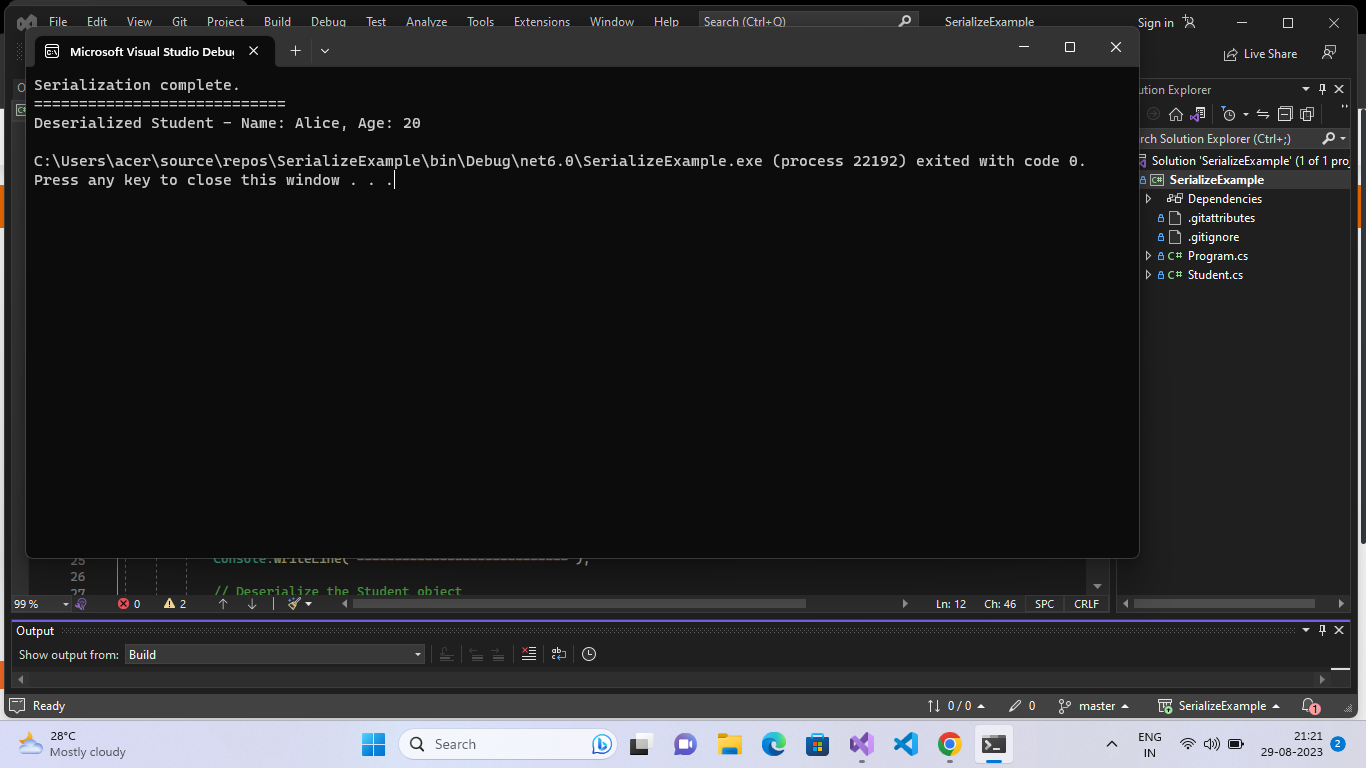 File Edit View Git Project Build Debug Test Analyze Tools Extensions Window Help Search (Ctrl+Q) SerializeExample Sign in
Microsoft Visual Studio Debug
Live Share
Serialization complete.
============================
Deserialized Student - Name: Alice, Age: 20
C:\Users\acer\source\repos\SerializeExample\bin\Debug\net6.0\SerializeExample.exe (process 22192) exited with code 0.
Press any key to close this window . . .
ution Explorer
rch Solution Explorer (Ctrl+;)
Solution 'SerializeExample' (1 of 1 pro
C# SerializeExample
Dependencies
.gitattributes
.gitignore
C# Program.cs
C# Student.cs
25 Console.WriteLine(
26
27 // Deserialize the Student object
99 % 0 2 Ln: 12 Ch: 46 SPC CRLF
Output
Show output from: Build
Ready 0 / 0 0 master SerializeExample 1
28°C
Mostly cloudy
Search
ENG
IN
21:21
29-08-2023
2